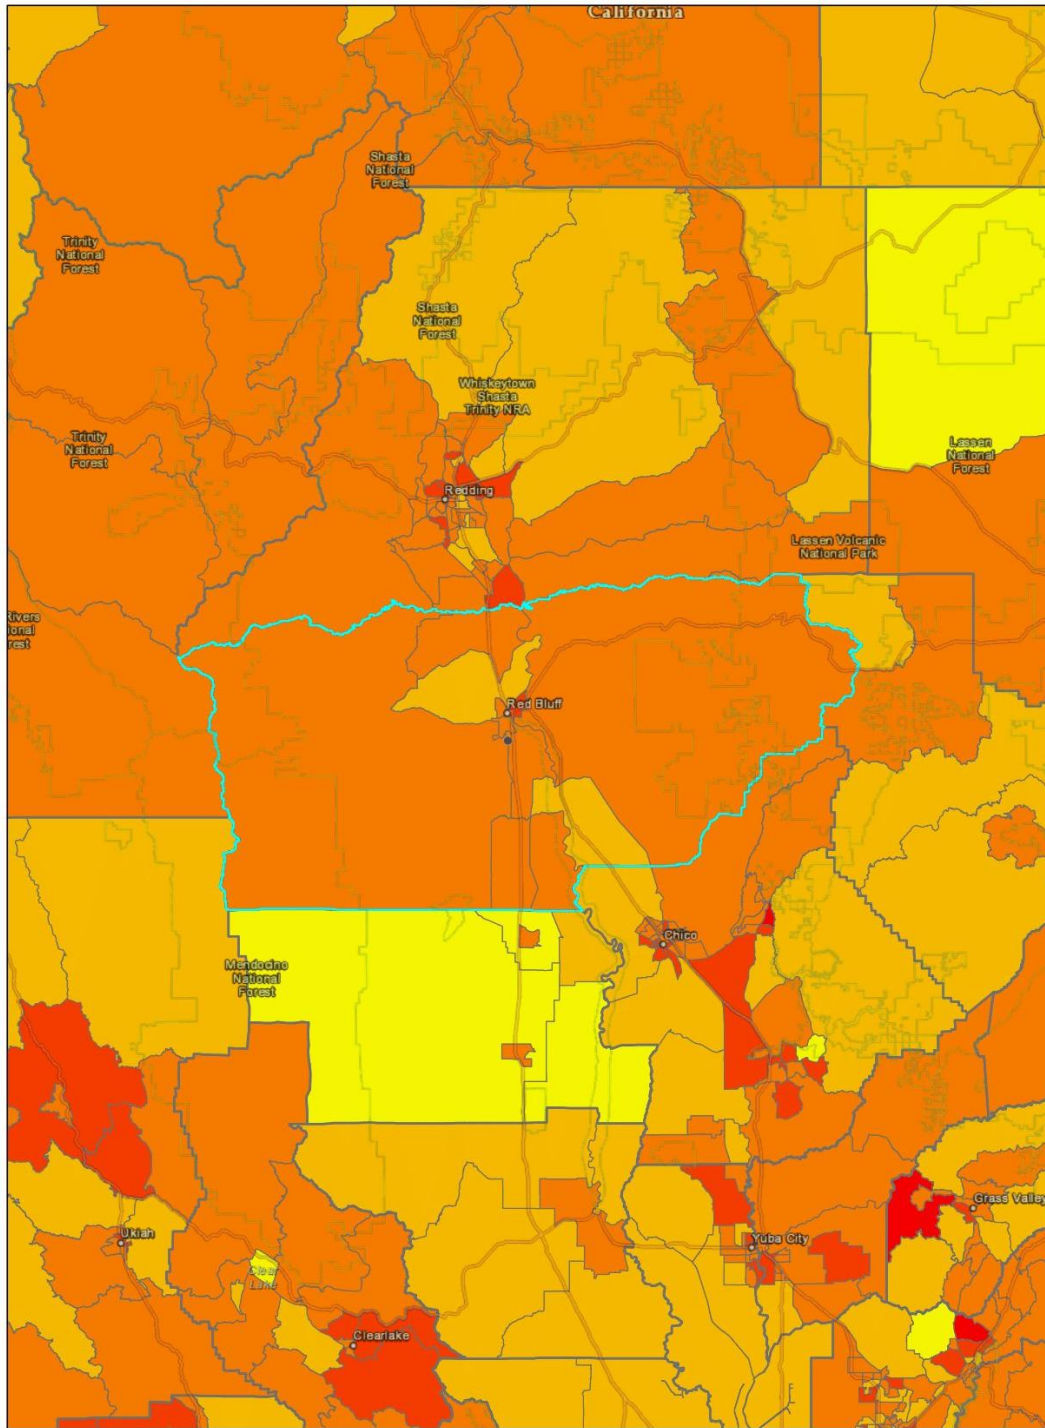 California
Shasta
National
Forest
Trinity
National
Forest
Shasta
National
Forest
Whiskeytown
Shasta
Trinity NRA
Trinity
National
Forest
Lassen
National
Forest
Redding
Lassen Volcanic
National Park
Rivers
ional
rest
Red Bluff
Chico
Mendocino
National
Forest
Grass Valley
Ukiah
Yuba City
Clear
Lake
Clearlake